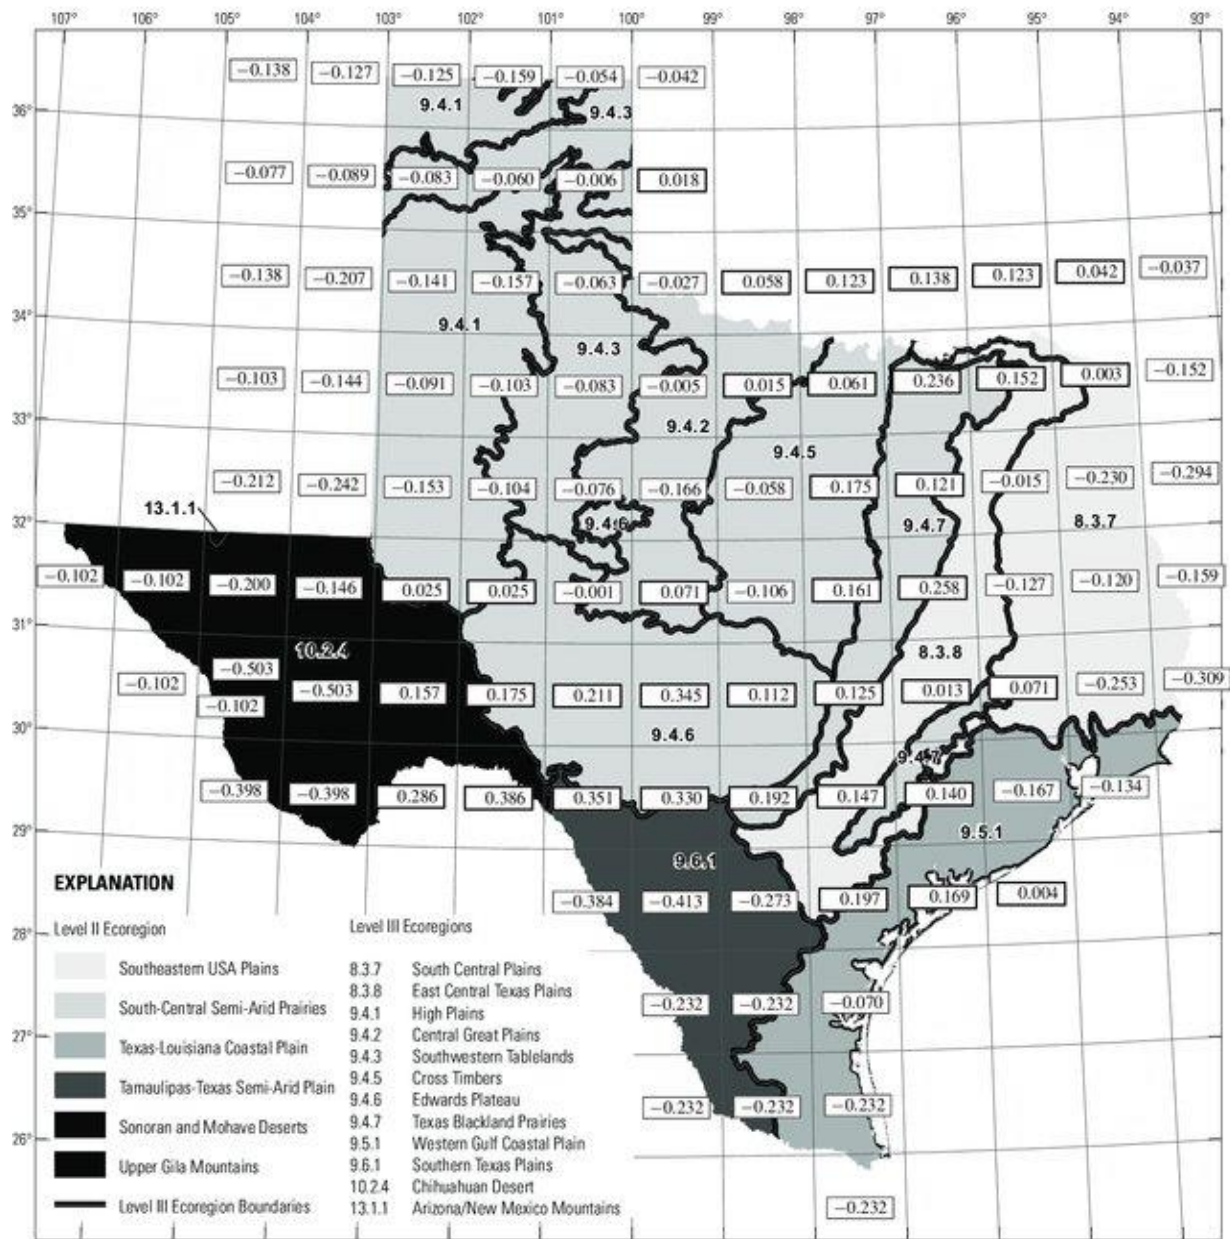 107° 106° 105° 104° 103° 102° 101° 100° 99° 98° 97° 96° 95° 94° 93°
−0.138 −0.127 −0.125 −0.159 −0.054 −0.042
36° 9.4.1 9.4.3
−0.077 −0.089 −0.083 −0.060 −0.006 0.018
35°
−0.138 −0.207 −0.141 −0.157 −0.063 −0.027 0.058 0.123 0.138 0.123 0.042 −0.037
34° 9.4.1
9.4.3
−0.103 −0.144 −0.091 −0.103 −0.083 −0.005 0.015 0.061 0.236 0.152 0.003 −0.152
33° 9.4.2
9.4.5
−0.212 −0.242 −0.153 −0.104 −0.076 −0.166 −0.058 0.175 0.121 −0.015 −0.230 −0.294
13.1.1
32° 9.4.6 9.4.7 8.3.7
−0.102 −0.102 −0.200 −0.146 0.025 0.025 −0.001 0.071 −0.106 0.161 0.258 −0.127 −0.120 −0.159
31°
10.2.4 8.3.8
−0.102 −0.503 −0.503 0.157 0.175 0.211 0.345 0.112 0.125 0.013 0.071 −0.253 −0.309
−0.102
30° 9.4.6
9.4.7
−0.398 −0.398 0.286 0.386 0.351 0.330 0.192 0.147 0.140 −0.167 −0.134
29° 9.5.1
9.6.1
−0.384 −0.413 −0.273 0.197 0.169 0.004
28°
−0.232 −0.232 −0.070
27°
−0.232 −0.232 −0.232
26°
−0.232
EXPLANATION
Level II Ecoregion
Southeastern USA Plains
South-Central Semi-Arid Prairies
Texas-Louisiana Coastal Plain
Tamaulipas-Texas Semi-Arid Plain
Sonoran and Mohave Deserts
Upper Gila Mountains
Level III Ecoregion Boundaries
Level III Ecoregions
8.3.7 South Central Plains
8.3.8 East Central Texas Plains
9.4.1 High Plains
9.4.2 Central Great Plains
9.4.3 Southwestern Tablelands
9.4.5 Cross Timbers
9.4.6 Edwards Plateau
9.4.7 Texas Blackland Prairies
9.5.1 Western Gulf Coastal Plain
9.6.1 Southern Texas Plains
10.2.4 Chihuahuan Desert
13.1.1 Arizona/New Mexico Mountains